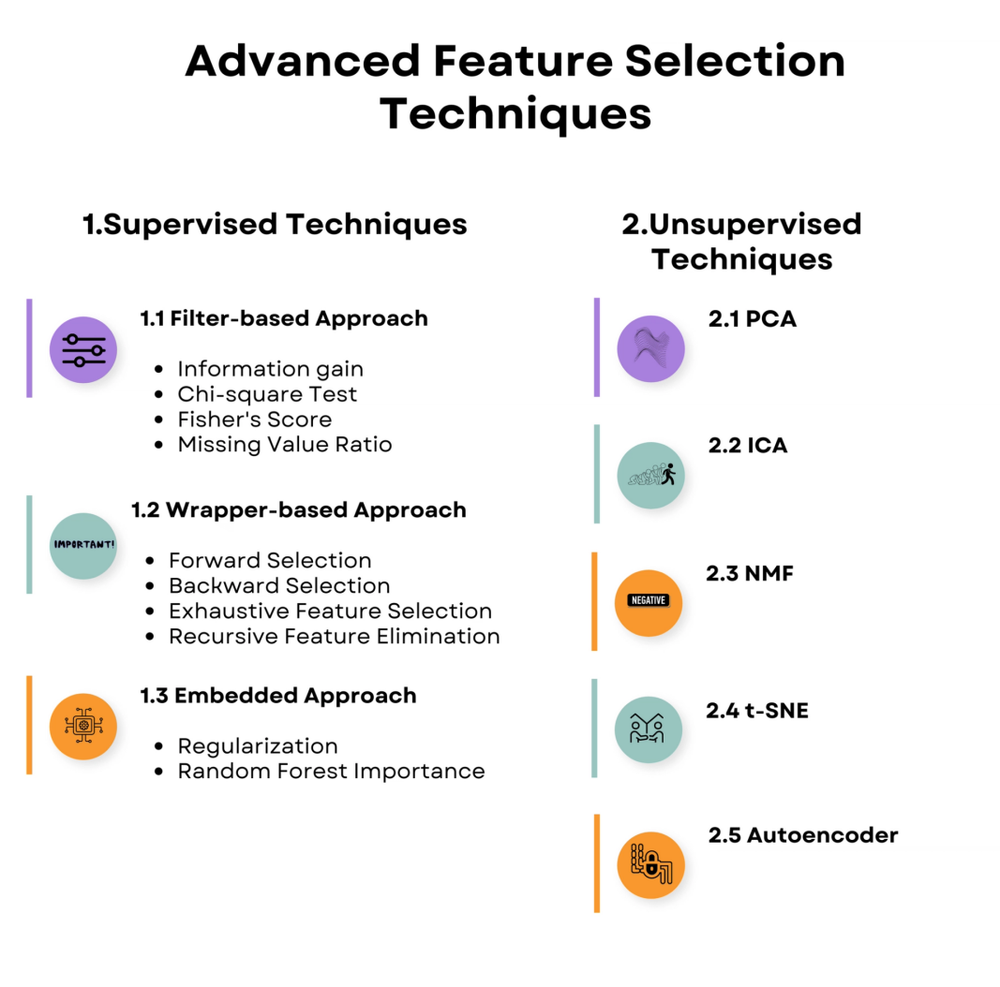 Advanced Feature Selection
Techniques
1.Supervised Techniques
1.1 Filter-based Approach
• Information gain
• Chi-square Test
• Fisher's Score
• Missing Value Ratio
IMPORTANT!
1.2 Wrapper-based Approach
• Forward Selection
• Backward Selection
• Exhaustive Feature Selection
• Recursive Feature Elimination
1.3 Embedded Approach
• Regularization
• Random Forest Importance
2.Unsupervised
Techniques
2.1 PCA
2.2 ICA
NEGATIVE
2.3 NMF
2.4 t-SNE
2.5 Autoencoder